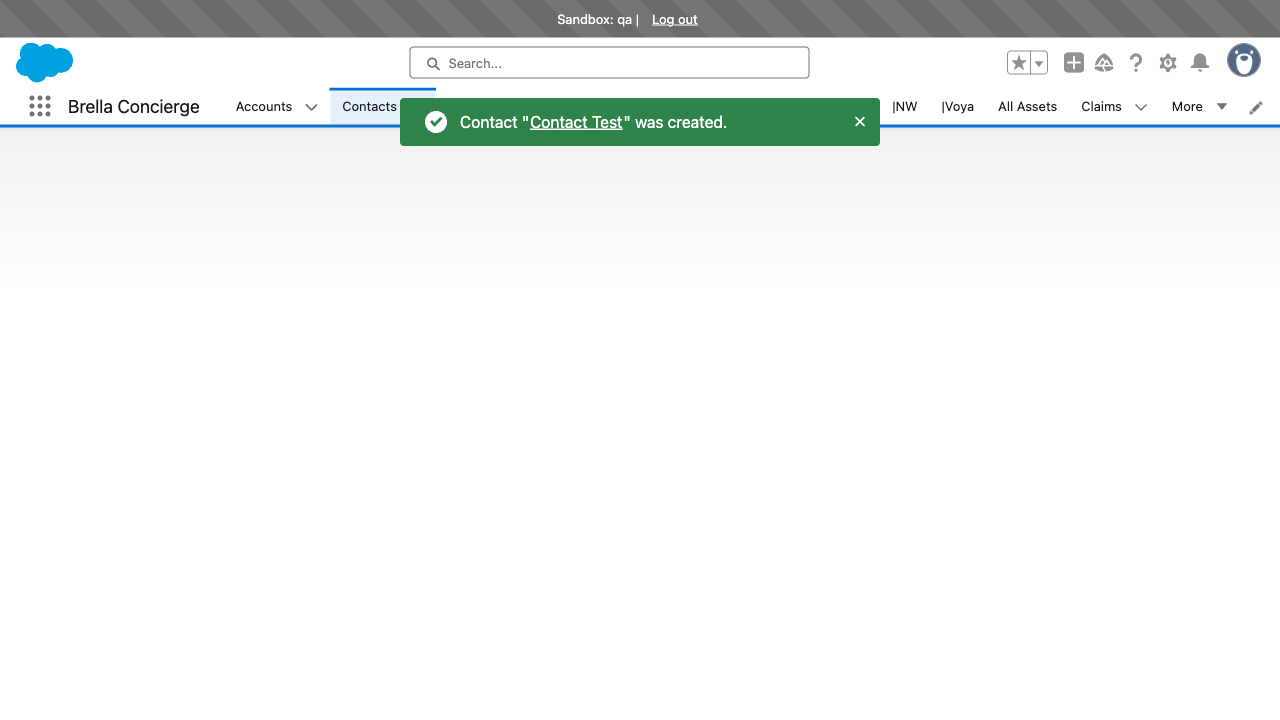 Sandbox: qa | Log out
Search...
Brella Concierge Accounts Contacts |NW |Voya All Assets Claims More
Contact "Contact Test" was created.